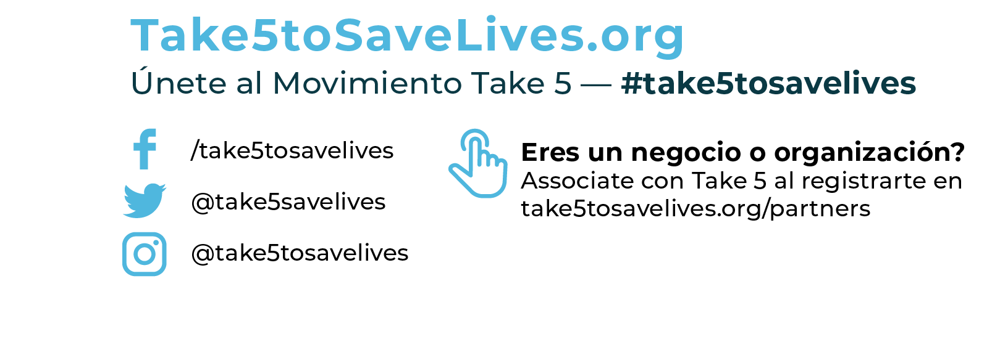 Take5toSaveLives.org
Únete al Movimiento Take 5 — #take5tosavelives
/take5tosavelives
@take5savelives
@take5tosavelives
Eres un negocio o organización?
Associate con Take 5 al registrarte en
take5tosavelives.org/partners